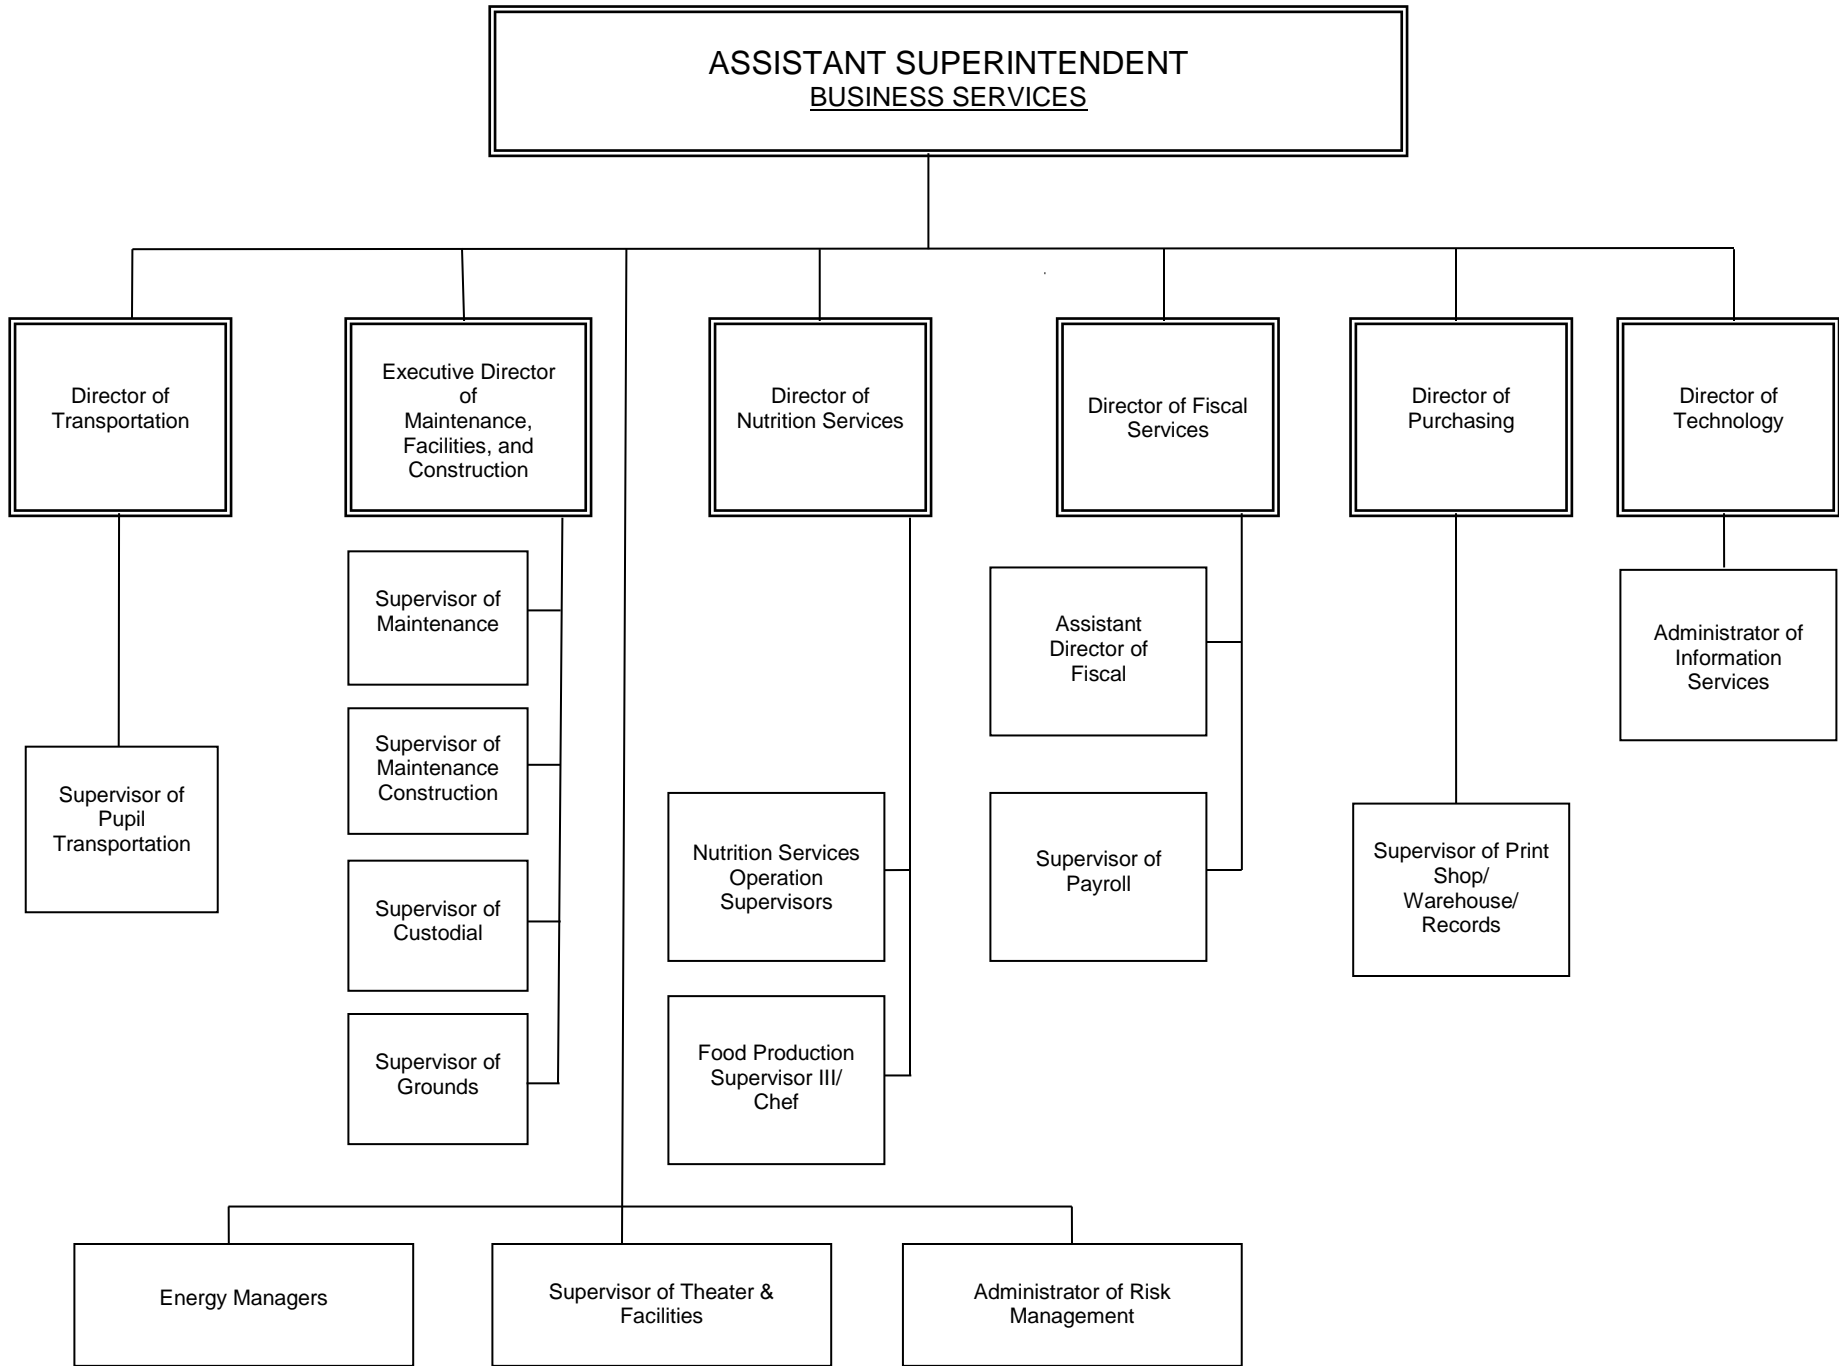 ASSISTANT SUPERINTENDENT
BUSINESS SERVICES
Director of
Transportation
Executive Director
of
Maintenance,
Facilities, and
Construction
Director of
Nutrition Services
Director of Fiscal
Services
Director of
Purchasing
Director of
Technology
Supervisor of
Pupil
Transportation
Supervisor of
Maintenance
Supervisor of
Maintenance
Construction
Supervisor of
Custodial
Supervisor of
Grounds
Nutrition Services
Operation
Supervisors
Food Production
Supervisor III/
Chef
Assistant
Director of
Fiscal
Supervisor of
Payroll
Supervisor of Print
Shop/
Warehouse/
Records
Administrator of
Information
Services
Energy Managers
Supervisor of Theater &
Facilities
Administrator of Risk
Management